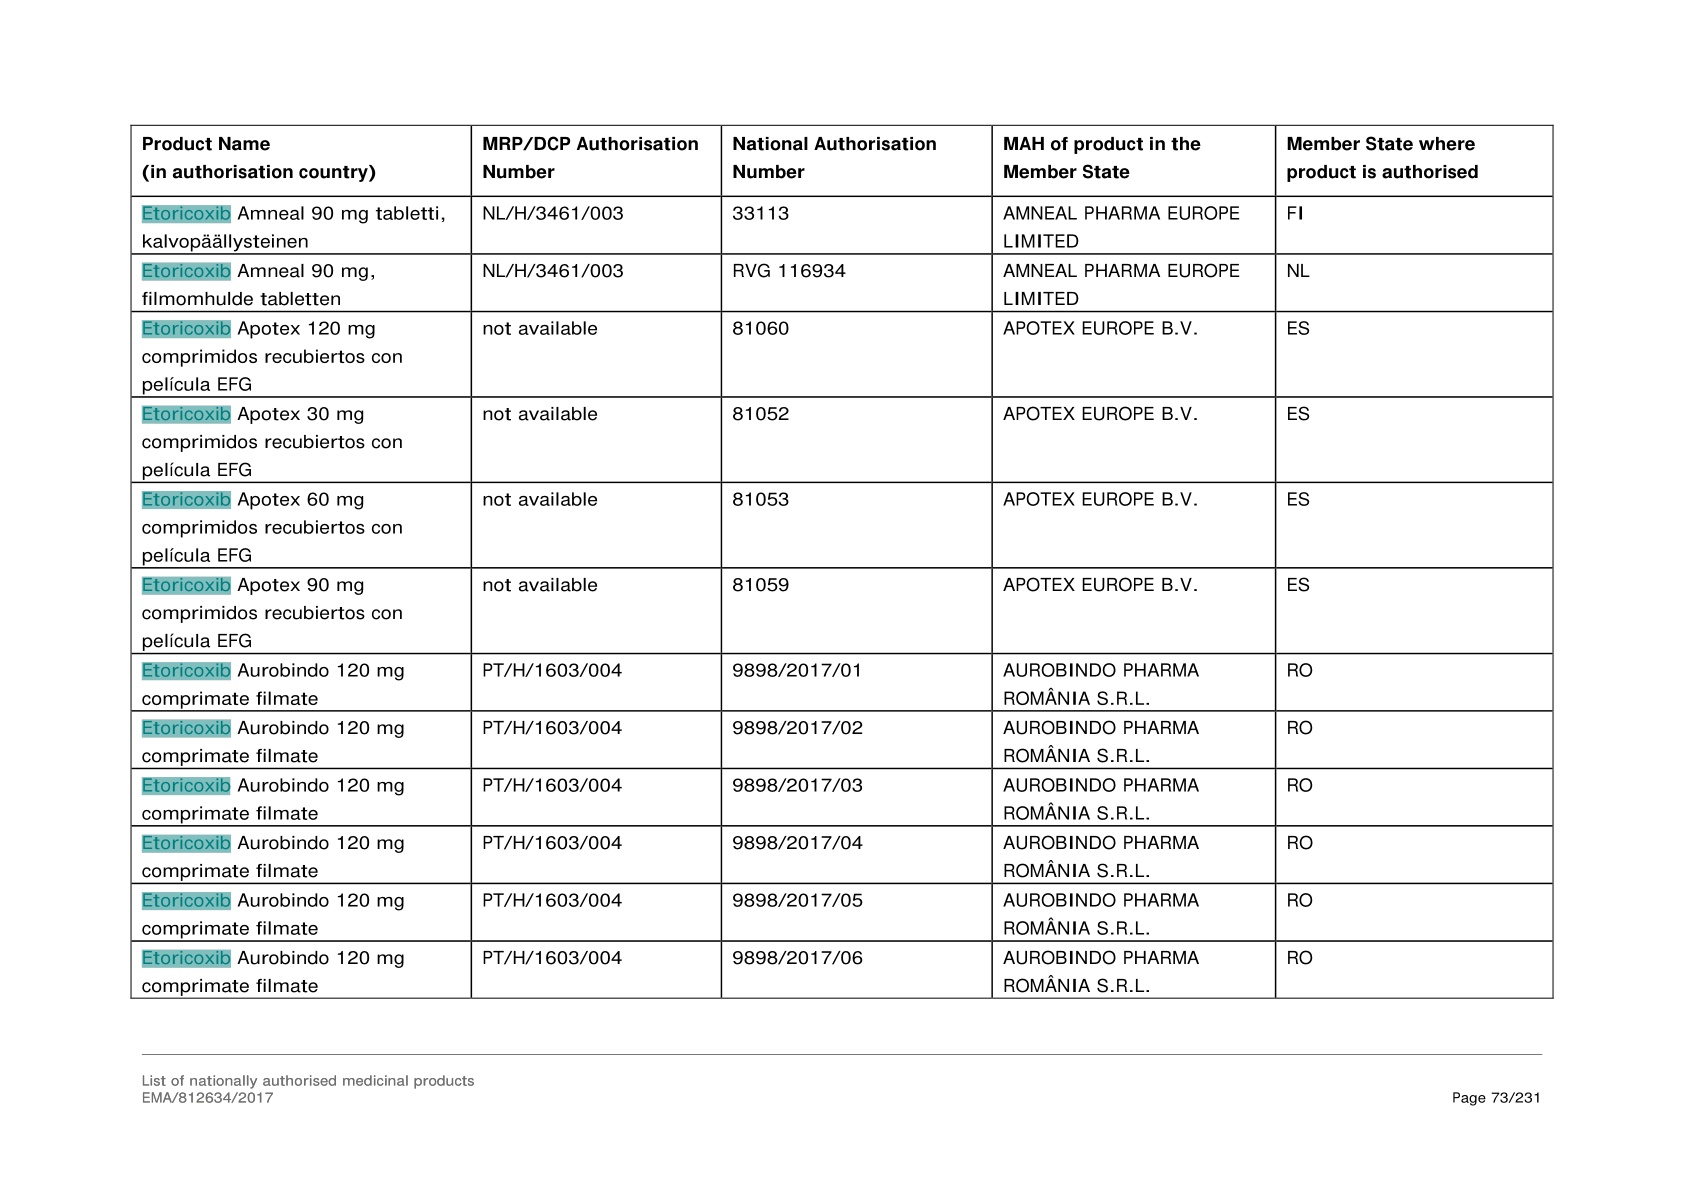 Product Name
(in authorisation country)
MRP/DCP Authorisation
Number
National Authorisation
Number
MAH of product in the
Member State
Member State where
product is authorised
Etoricoxib Amneal 90 mg tabletti,
kalvopäällysteinen
NL/H/3461/003
33113
AMNEAL PHARMA EUROPE
LIMITED
FI
Etoricoxib Amneal 90 mg,
filmomhulde tabletten
NL/H/3461/003
RVG 116934
AMNEAL PHARMA EUROPE
LIMITED
NL
Etoricoxib Apotex 120 mg
comprimidos recubiertos con
película EFG
not available
81060
APOTEX EUROPE B.V.
ES
Etoricoxib Apotex 30 mg
comprimidos recubiertos con
película EFG
not available
81052
APOTEX EUROPE B.V.
ES
Etoricoxib Apotex 60 mg
comprimidos recubiertos con
película EFG
not available
81053
APOTEX EUROPE B.V.
ES
Etoricoxib Apotex 90 mg
comprimidos recubiertos con
película EFG
not available
81059
APOTEX EUROPE B.V.
ES
Etoricoxib Aurobindo 120 mg
comprimate filmate
PT/H/1603/004
9898/2017/01
AUROBINDO PHARMA
ROMÂNIA S.R.L.
RO
Etoricoxib Aurobindo 120 mg
comprimate filmate
PT/H/1603/004
9898/2017/02
AUROBINDO PHARMA
ROMÂNIA S.R.L.
RO
Etoricoxib Aurobindo 120 mg
comprimate filmate
PT/H/1603/004
9898/2017/03
AUROBINDO PHARMA
ROMÂNIA S.R.L.
RO
Etoricoxib Aurobindo 120 mg
comprimate filmate
PT/H/1603/004
9898/2017/04
AUROBINDO PHARMA
ROMÂNIA S.R.L.
RO
Etoricoxib Aurobindo 120 mg
comprimate filmate
PT/H/1603/004
9898/2017/05
AUROBINDO PHARMA
ROMÂNIA S.R.L.
RO
Etoricoxib Aurobindo 120 mg
comprimate filmate
PT/H/1603/004
9898/2017/06
AUROBINDO PHARMA
ROMÂNIA S.R.L.
RO
List of nationally authorised medicinal products
EMA/812634/2017
Page 73/231